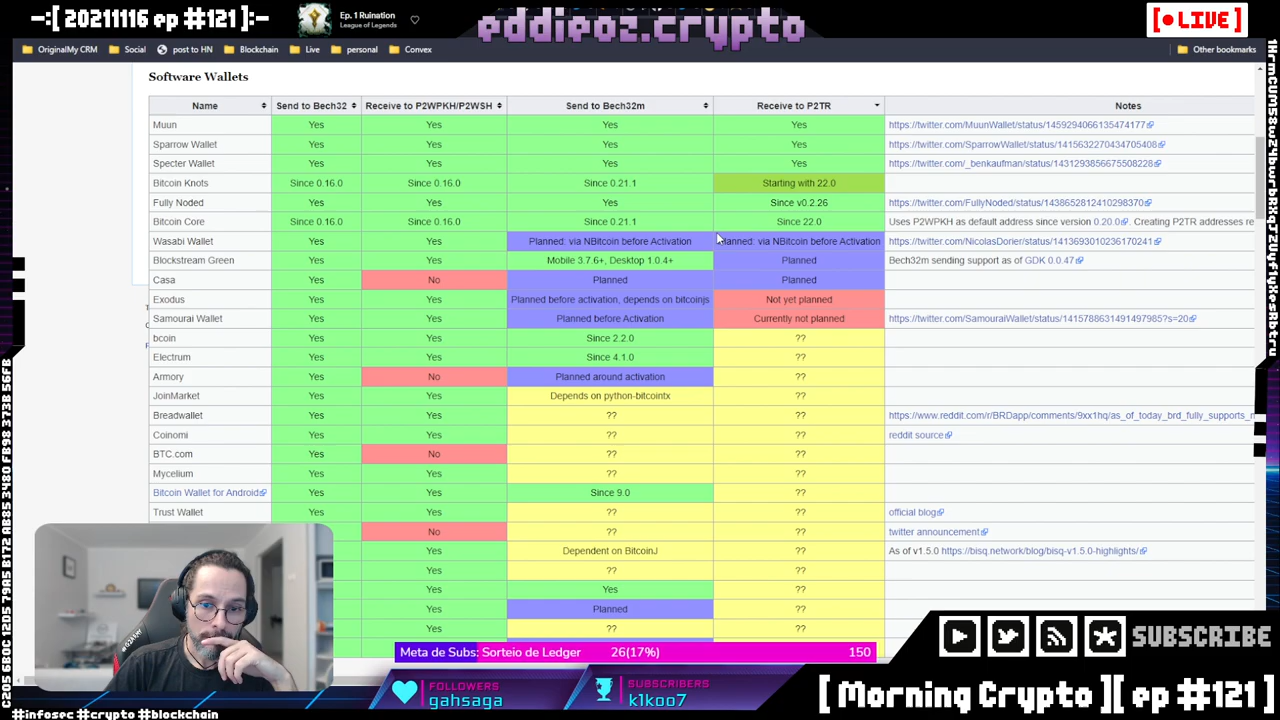 -:[ 20211116 ep #121 ]:-
Ep. 1 Ruination
League of Legends
eddieoz.crypto
[●LIVE]
OriginalMy CRM
Social
post to HN
Blockchain
Live
personal
Convex
Other bookmarks
Software Wallets
Name Send to Bech32 Receive to P2WPKH/P2WSH Send to Bech32m Receive to P2TR Notes
Muun Yes Yes Yes Yes https://twitter.com/MuunWallet/status/1459294066135474177
Sparrow Wallet Yes Yes Yes Yes https://twitter.com/SparrowWallet/status/1415632270434705408
Specter Wallet Yes Yes Yes Yes https://twitter.com/_benkaufman/status/1431293856675508228
Bitcoin Knots Since 0.16.0 Since 0.16.0 Since 0.21.1 Starting with 22.0
Fully Noded Yes Yes Yes Since v0.2.26 https://twitter.com/FullyNoded/status/1438652812410298370
Bitcoin Core Since 0.16.0 Since 0.16.0 Since 0.21.1 Since 22.0 Uses P2WPKH as default address since version 0.20.0. Creating P2TR addresses re
Wasabi Wallet Yes Yes Planned: via NBitcoin before Activation Planned: via NBitcoin before Activation https://twitter.com/NicolasDorier/status/1413693010236170241
Blockstream Green Yes Yes Mobile 3.7.6+, Desktop 1.0.4+ Planned Bech32m sending support as of GDK 0.0.47
Casa Yes No Planned Planned
Exodus Yes Yes Planned before activation, depends on bitcoinjs Not yet planned
Samourai Wallet Yes Yes Planned before Activation Currently not planned https://twitter.com/SamouraiWallet/status/1415788631491497985?s=20
bcoin Yes Yes Since 2.2.0 ??
Electrum Yes Yes Since 4.1.0 ??
Armory Yes No Planned around activation ??
JoinMarket Yes Yes Depends on python-bitcointx ??
Breadwallet Yes Yes ?? ?? https://www.reddit.com/r/BRDapp/comments/9xx1hq/as_of_today_brd_fully_supports_
Coinomi Yes Yes ?? ?? reddit source
BTC.com Yes No ?? ??
Mycelium Yes Yes ?? ??
Bitcoin Wallet for Android Yes Yes Since 9.0 ??
Trust Wallet Yes Yes ?? ?? official blog
No ?? ?? twitter announcement
Yes Dependent on BitcoinJ ?? As of v1.5.0 https://bisq.network/blog/bisq-v1.5.0-highlights/
Yes ?? ??
Yes Yes ??
Yes Planned ??
Yes ?? ??
Meta de Subs: Sorteio de Ledger 26(17%) 150
FOLLOWERS
gahsaga
SUBSCRIBERS
k1koo7
SUBSCRIBE
[ Morning Crypto ][ ep #121 ]
#infosec #crypto #blockchain